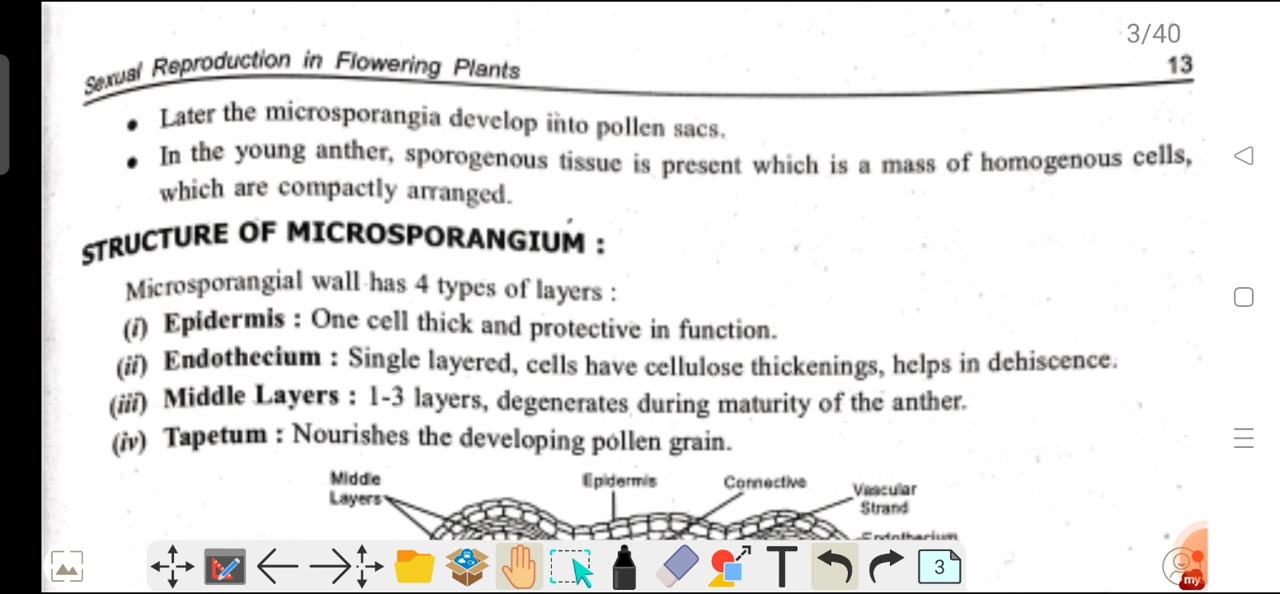 3/40
Sexual Reproduction in Flowering Plants
13
• Later the microsporangia develop into pollen sacs.
• In the young anther, sporogenous tissue is present which is a mass of homogenous cells,
which are compactly arranged.
STRUCTURE OF MICROSPORANGIUM :
Microsporangial wall has 4 types of layers :
(i) Epidermis : One cell thick and protective in function.
(ii) Endothecium : Single layered, cells have cellulose thickenings, helps in dehiscence.
(iii) Middle Layers : 1-3 layers, degenerates during maturity of the anther.
(iv) Tapetum : Nourishes the developing pollen grain.
Middle
Layers
Epidermis
Connective
Vascular
Strand
Endothecium
T
3
my